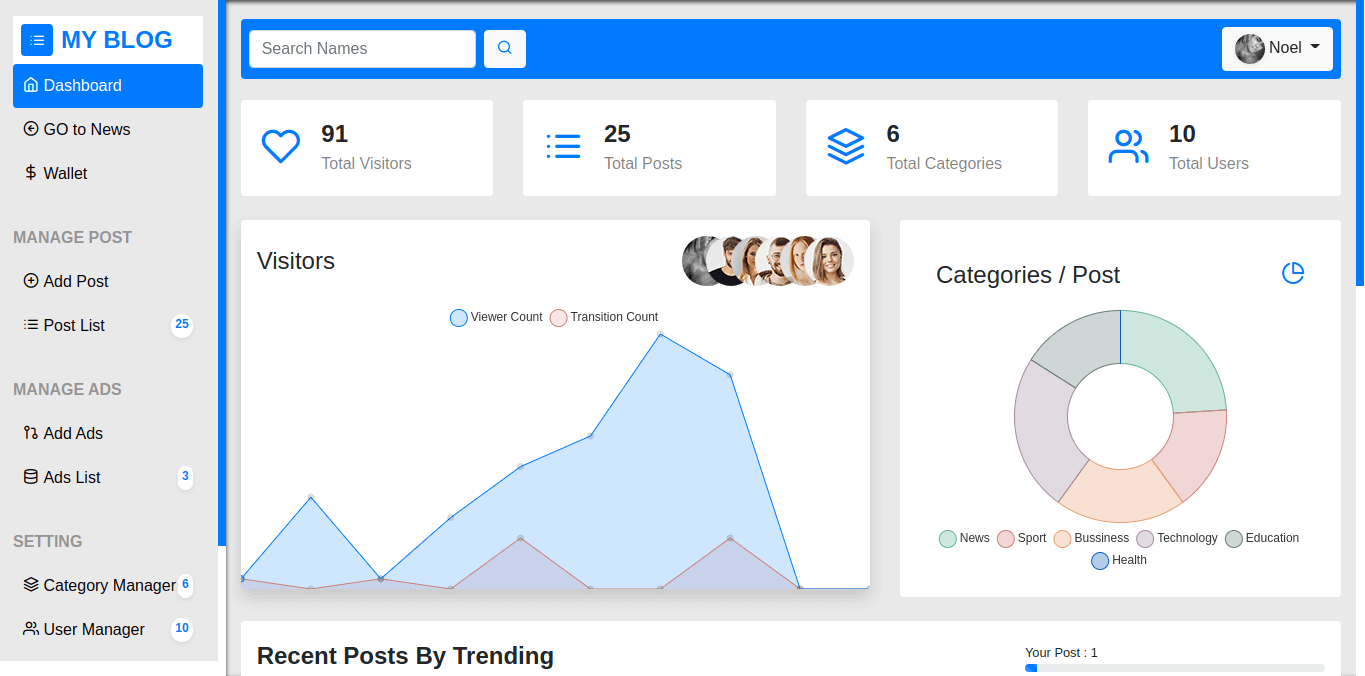 MY BLOG
Dashboard
GO to News
Wallet
MANAGE POST
Add Post
Post List 25
MANAGE ADS
Add Ads
Ads List 3
SETTING
Category Manager 6
User Manager 10
Search Names
Noel
91
Total Visitors
25
Total Posts
6
Total Categories
10
Total Users
Visitors
Viewer Count Transition Count
Categories / Post
News Sport Bussiness Technology Education
Health
Recent Posts By Trending
Your Post : 1